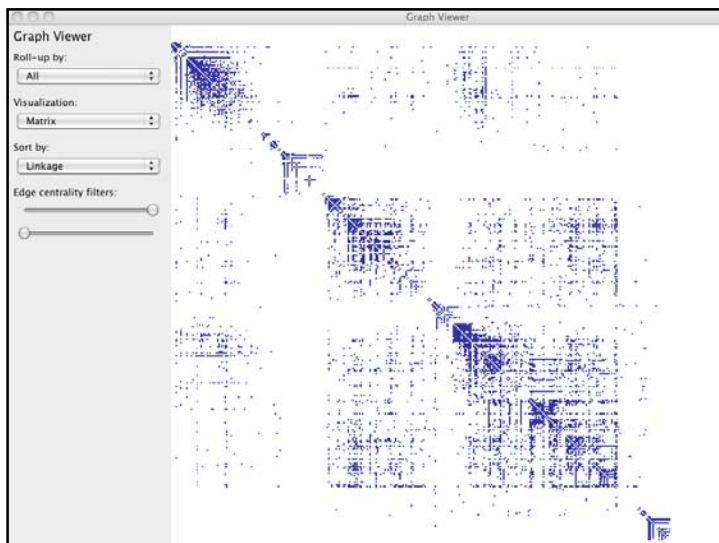 Graph Viewer
Graph Viewer
Roll-up by:
All
Visualization:
Matrix
Sort by:
Linkage
Edge centrality filters: